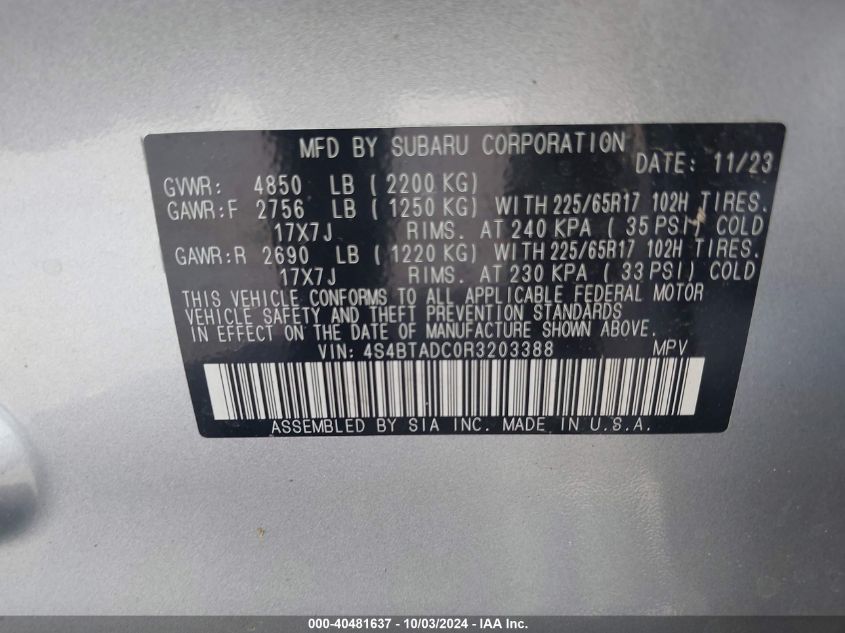 MFD BY SUBARU CORPORATION
DATE: 11/23
GVWR: 4850 LB ( 2200 KG)
GAWR:F 2756 LB ( 1250 KG) WITH 225/65R17 102H TIRES.
17X7J RIMS. AT 240 KPA ( 35 PSI) COLD
GAWR:R 2690 LB ( 1220 KG) WITH 225/65R17 102H TIRES.
17X7J RIMS. AT 230 KPA ( 33 PSI) COLD
THIS VEHICLE CONFORMS TO ALL APPLICABLE FEDERAL MOTOR
VEHICLE SAFETY AND THEFT PREVENTION STANDARDS
IN EFFECT ON THE DATE OF MANUFACTURE SHOWN ABOVE.
VIN: 4S4BTADC0R3203388 MPV
ASSEMBLED BY SIA INC. MADE IN U.S.A.
000-40481637 - 10/03/2024 - IAA Inc.